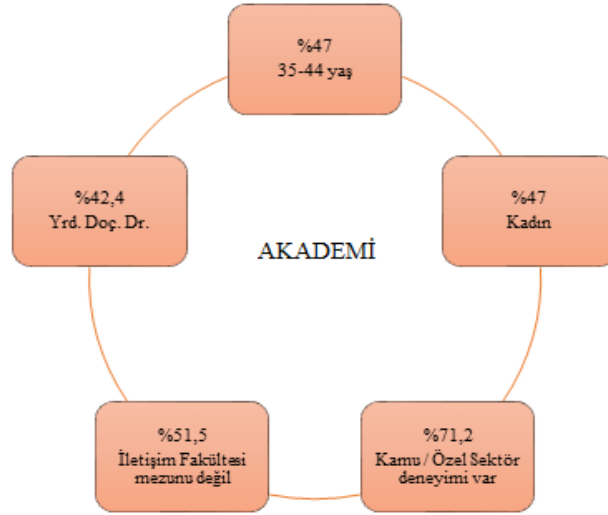 %47
35-44 yaş
%42,4
Yrd. Doç. Dr.
%47
Kadın
AKADEMİ
%51,5
İletişim Fakültesi
mezunu değil
%71,2
Kamu / Özel Sektör
deneyimi var